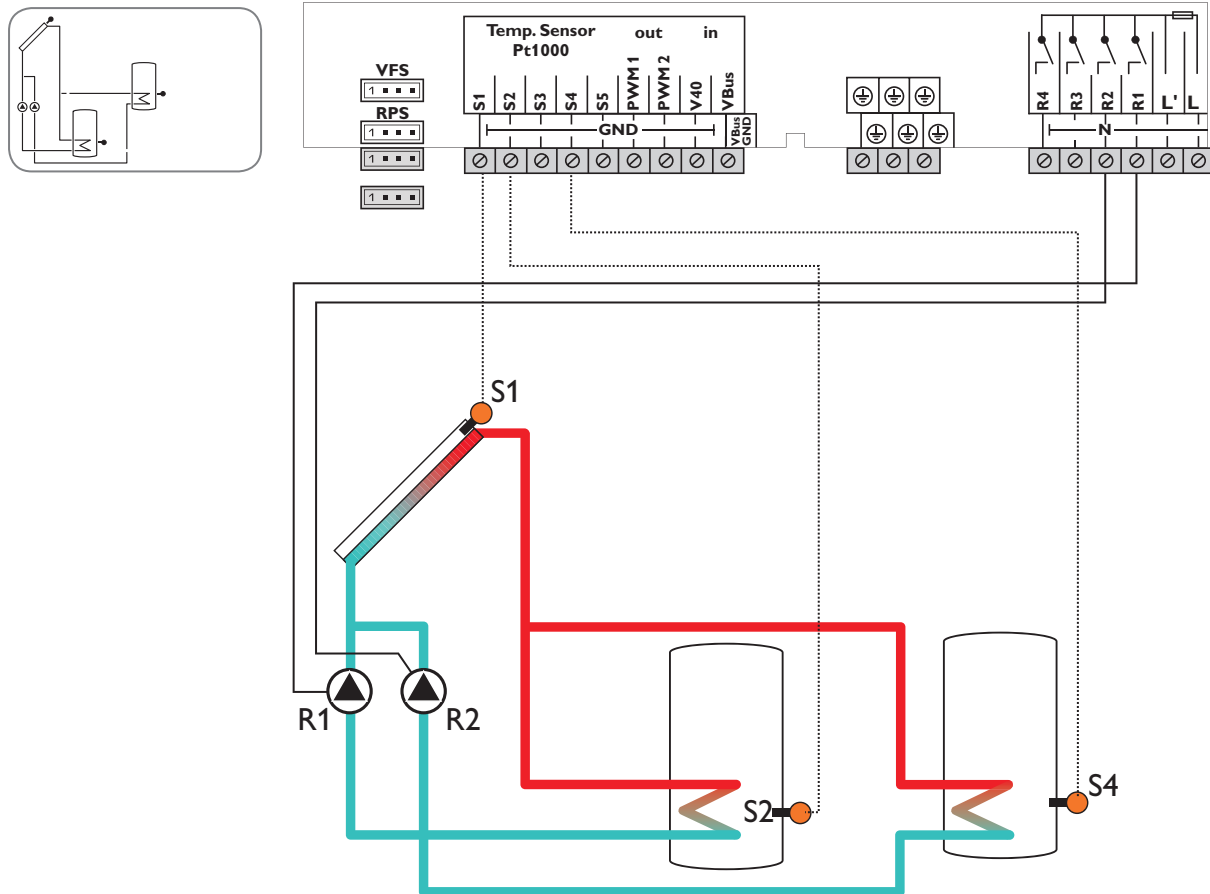 Temp. Sensor
Pt1000
out
in
VFS
1
RPS
1
1
1
S1
S2
S3
S4
S5
PWM 1
PWM 2
V40
VBus
GND
VBus
GND
R4
R3
R2
R1
L'
L
N
S1
R1
R2
S2
S4